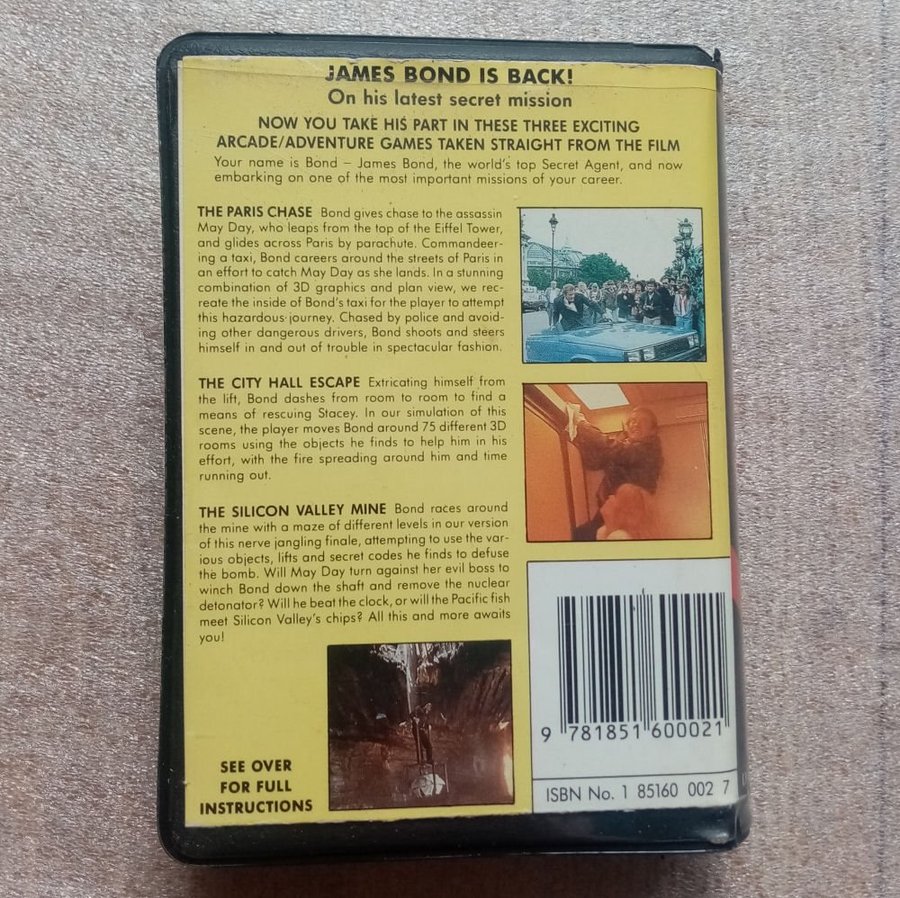 JAMES BOND IS BACK!
On his latest secret mission
NOW YOU TAKE HIS PART IN THESE THREE EXCITING
ARCADE/ADVENTURE GAMES TAKEN STRAIGHT FROM THE FILM
Your name is Bond – James Bond, the world's top Secret Agent, and now
embarking on one of the most important missions of your career.
THE PARIS CHASE Bond gives chase to the assassin
May Day, who leaps from the top of the Eiffel Tower,
and glides across Paris by parachute. Commandeer-
ing a taxi, Bond careers around the streets of Paris in
an effort to catch May Day as she lands. In a stunning
combination of 3D graphics and plan view, we rec-
reate the inside of Bond's taxi for the player to attempt
this hazardous journey. Chased by police and avoid-
ing other dangerous drivers, Bond shoots and steers
himself in and out of trouble in spectacular fashion.
THE CITY HALL ESCAPE Extricating himself from
the lift, Bond dashes from room to room to find a
means of rescuing Stacey. In our simulation of this
scene, the player moves Bond around 75 different 3D
rooms using the objects he finds to help him in his
effort, with the fire spreading around him and time
running out.
THE SILICON VALLEY MINE Bond races around
the mine with a maze of different levels in our version
of this nerve jangling finale, attempting to use the var-
ious objects, lifts and secret codes he finds to defuse
the bomb. Will May Day turn against her evil boss to
winch Bond down the shaft and remove the nuclear
detonator? Will he beat the clock, or will the Pacific fish
meet Silicon Valley's chips? All this and more awaits
you!
SEE OVER
FOR FULL
INSTRUCTIONS
9 781851 600021
ISBN No. 1 85160 002 7